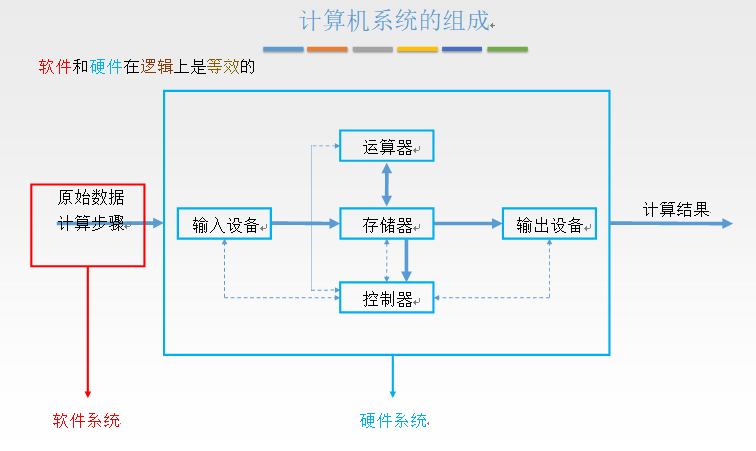 计算机系统的组成
软件和硬件在逻辑上是等效的
运算器
原始数据
计算步骤
输入设备
存储器
输出设备
计算结果
控制器
软件系统
硬件系统